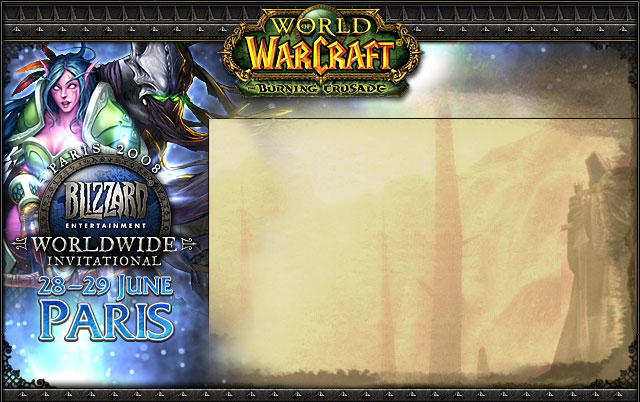 WORLD
OF
WARCRAFT®
THE BURNING CRUSADE
PARIS 2008
BLIZZARD®
ENTERTAINMENT
WORLDWIDE
INVITATIONAL
28–29 JUNE
PARIS